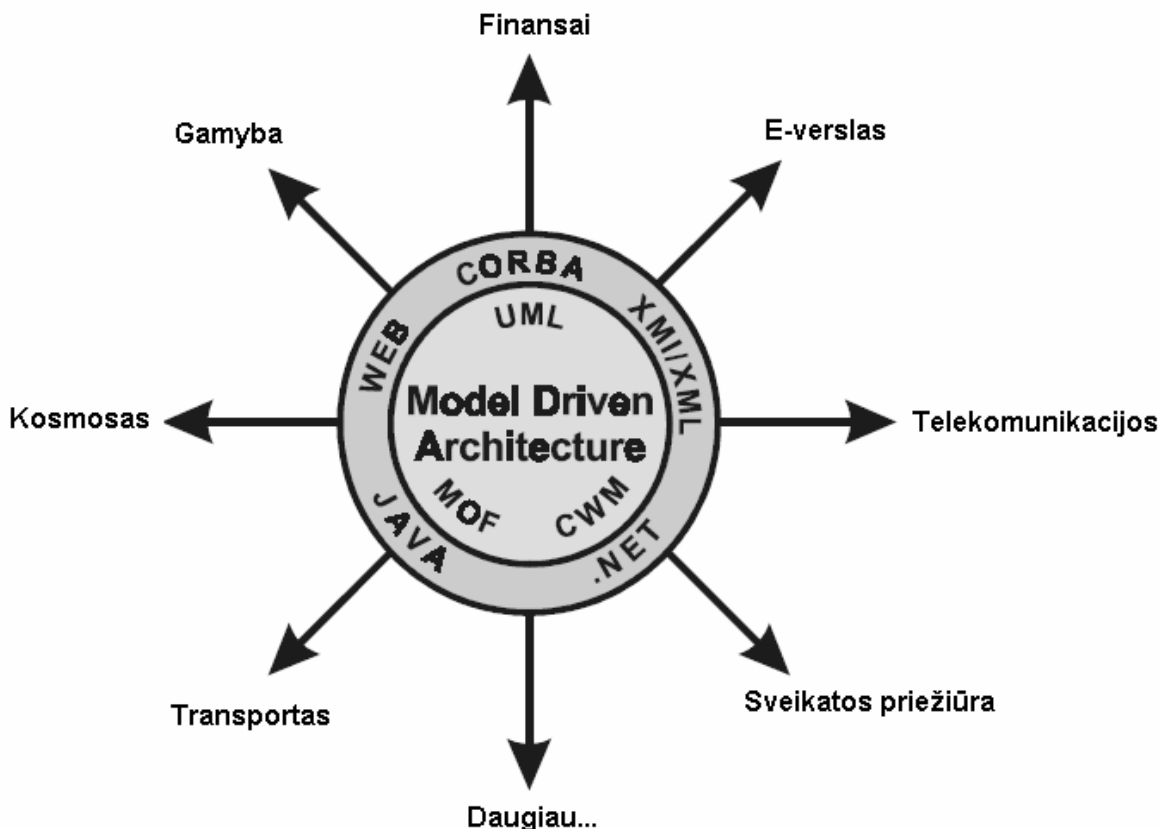 Finansai
Gamyba
E-verslas
CORBA
WEB
XMI/XML
UML
Model Driven
Architecture
Kosmosas
Telekomunikacijos
MOF
CWM
JAVA
.NET
Transportas
Sveikatos priežiūra
Daugiau...